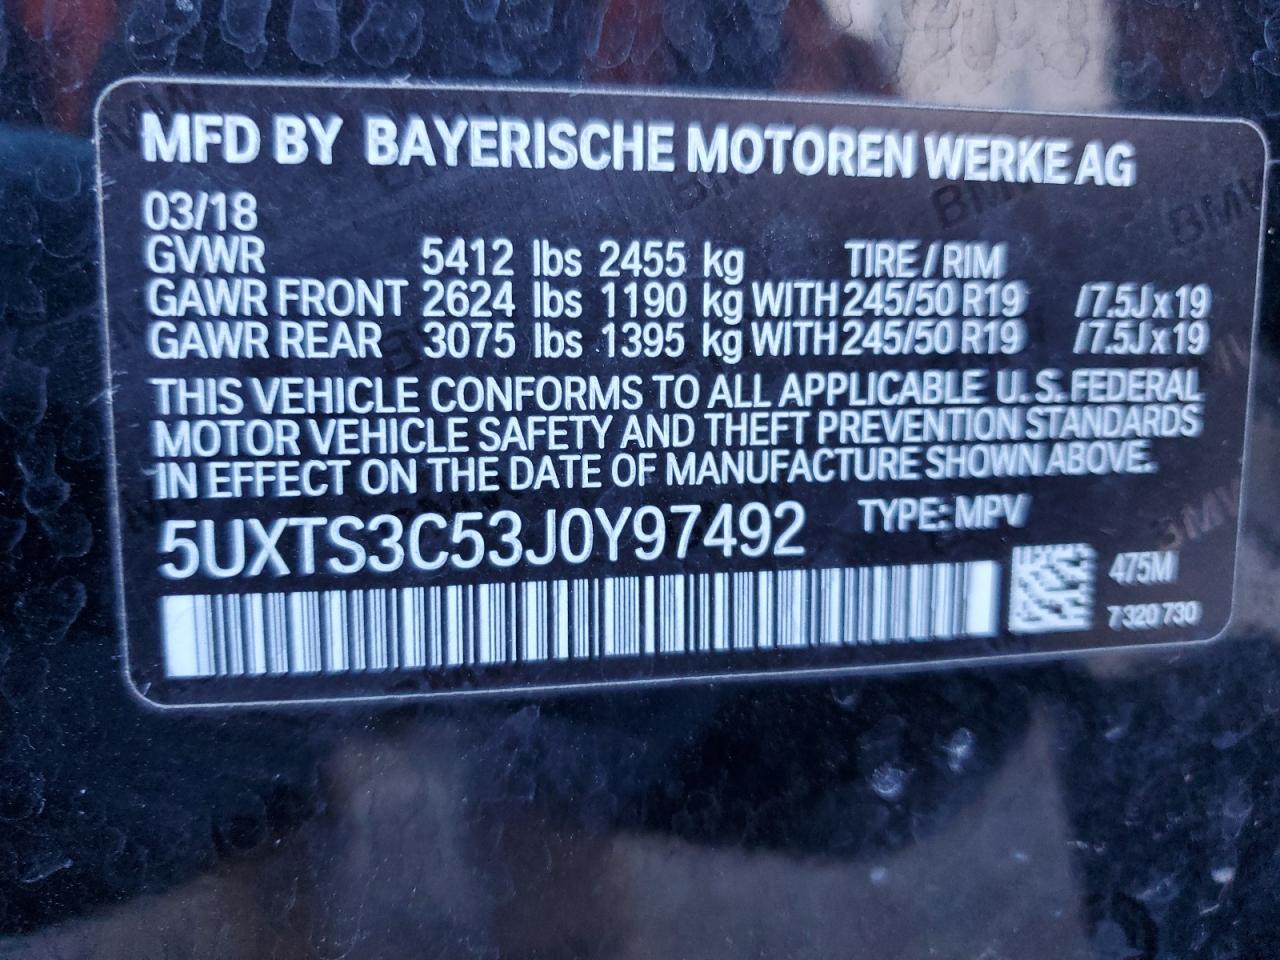 MFD BY BAYERISCHE MOTOREN WERKE AG
03/18
GVWR 5412 lbs 2455 kg TIRE / RIM
GAWR FRONT 2624 lbs 1190 kg WITH 245/50 R19 /7.5J x 19
GAWR REAR 3075 lbs 1395 kg WITH 245/50 R19 /7.5J x 19
THIS VEHICLE CONFORMS TO ALL APPLICABLE U.S. FEDERAL
MOTOR VEHICLE SAFETY AND THEFT PREVENTION STANDARDS
IN EFFECT ON THE DATE OF MANUFACTURE SHOWN ABOVE.
5UXTS3C53J0Y97492 TYPE: MPV
475M
7 320 730